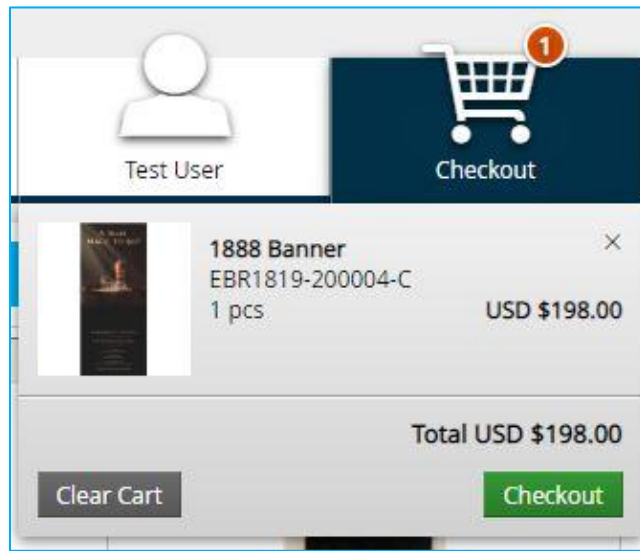 1
Test User
Checkout
1888 Banner
EBR1819-200004-C
1 pcs
USD $198.00
Total USD $198.00
Clear Cart
Checkout